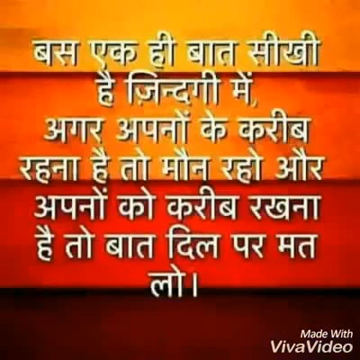 बस एक ही बात सीखी
है ज़िन्दगी में,
अगर अपनों के करीब
रहना है तो मौन रहो और
अपनों को करीब रखना
है तो बात दिल पर मत
लो।
Made With
VivaVideo